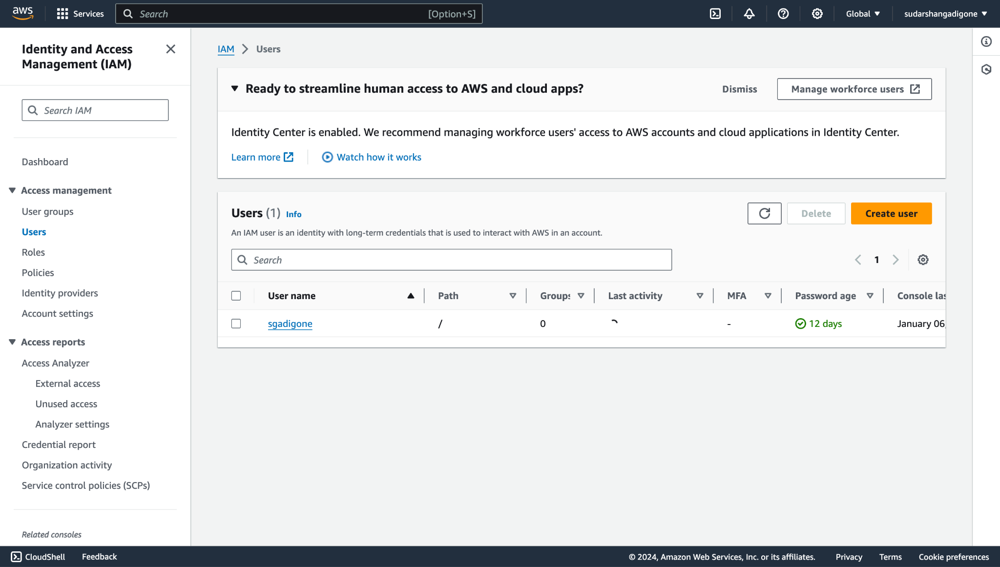 aws
Services
Search
[Option+S]
Global
sudarshangadigone
Identity and Access
Management (IAM)
Search IAM
Dashboard
Access management
User groups
Users
Roles
Policies
Identity providers
Account settings
Access reports
Access Analyzer
External access
Unused access
Analyzer settings
Credential report
Organization activity
Service control policies (SCPs)
Related consoles
IAM
Users
Ready to streamline human access to AWS and cloud apps?
Dismiss
Manage workforce users
Identity Center is enabled. We recommend managing workforce users' access to AWS accounts and cloud applications in Identity Center.
Learn more
Watch how it works
Users (1) Info
Delete
Create user
An IAM user is an identity with long-term credentials that is used to interact with AWS in an account.
Search
1
User name
Path
Groups
Last activity
MFA
Password age
Console las
sgadigone
/
0
-
12 days
January 06,
CloudShell
Feedback
© 2024, Amazon Web Services, Inc. or its affiliates.
Privacy
Terms
Cookie preferences